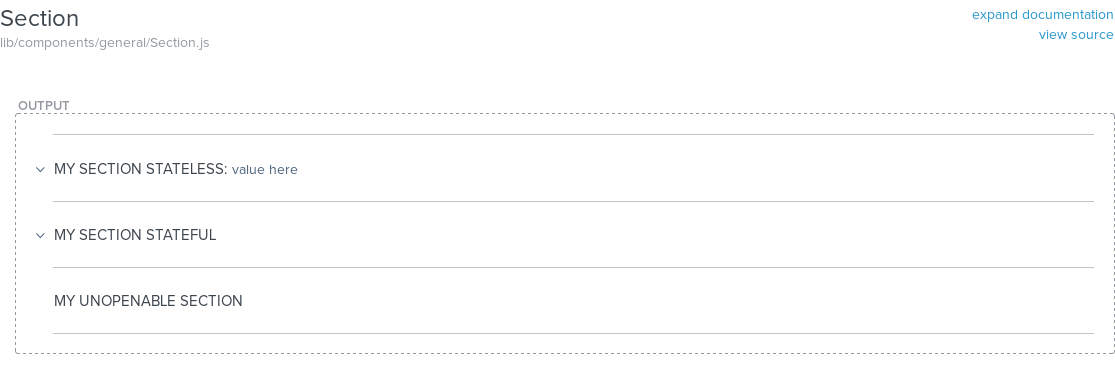 Section
expand documentation
lib/components/general/Section.js
view source
OUTPUT
MY SECTION STATELESS: value here
MY SECTION STATEFUL
MY UNOPENABLE SECTION